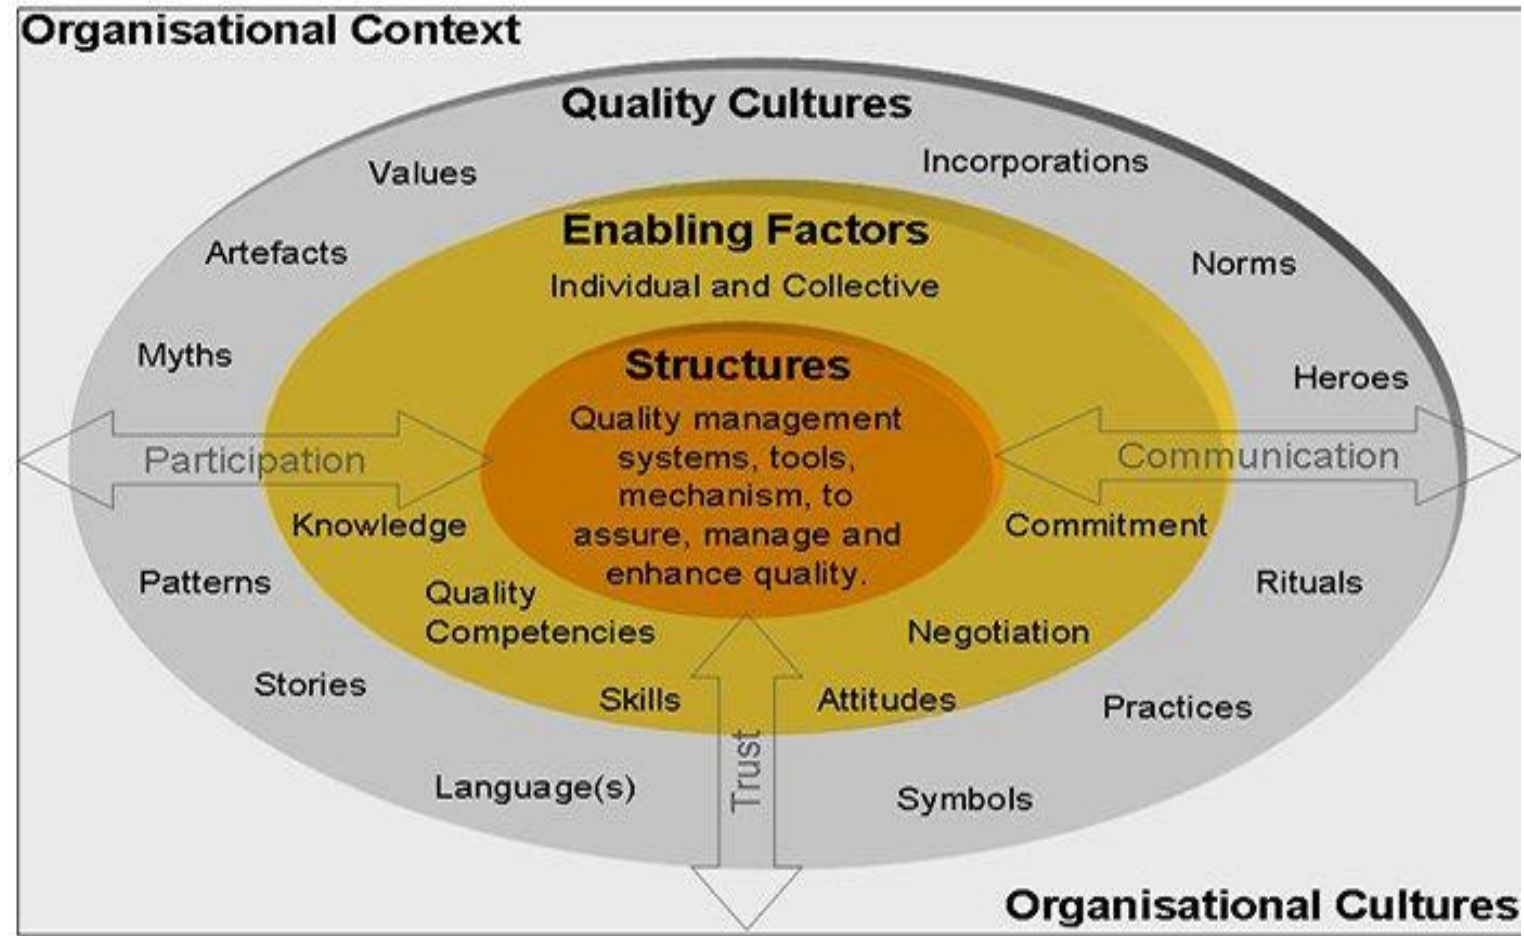 Organisational Context
Quality Cultures
Values
Incorporations
Artefacts
Norms
Myths
Heroes
Enabling Factors
Individual and Collective
Structures
Quality management
systems, tools,
mechanism, to
assure, manage and
enhance quality.
Participation
Communication
Knowledge
Commitment
Patterns
Rituals
Quality
Competencies
Negotiation
Stories
Skills
Attitudes
Practices
Trust
Language(s)
Symbols
Organisational Cultures